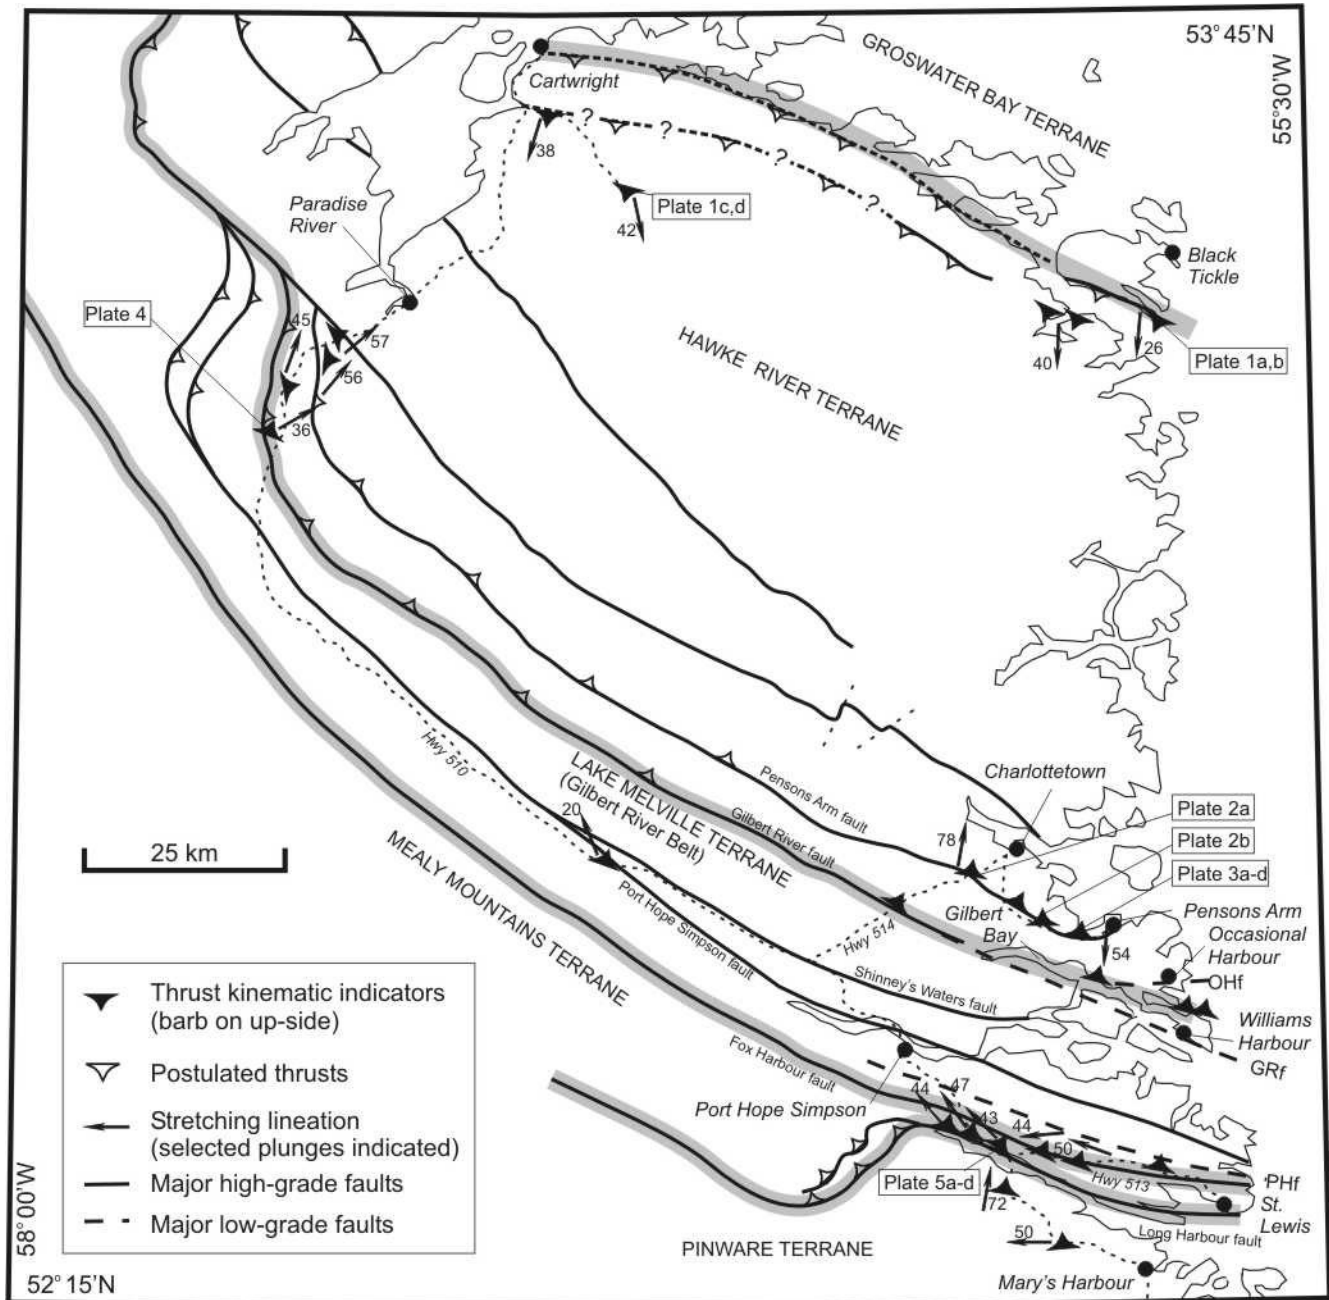 53°45'N
55°30'W
GROSWATER BAY TERRANE
Cartwright
?
?
?
?
38
42
Plate 1c,d
Paradise
River
Black
Tickle
Plate 4
45
57
56
36
HAWKE RIVER TERRANE
40
26
Plate 1a,b
Hwy 510
LAKE MELVILLE TERRANE
(Gilbert River Belt)
Pensons Arm fault
Gilbert River fault
Charlottetown
Plate 2a
Plate 2b
Plate 3a-d
25 km
20
78
MEALY MOUNTAINS TERRANE
Port Hope Simpson fault
Gilbert
Bay
Hwy 514
54
Pensons Arm
Occasional
Harbour
OHf
Shinney's Waters fault
Williams
Harbour
GRf
Fox Harbour fault
Port Hope Simpson
44
47
43
44
50
Plate 5a-d
Hwy 513
PHf
St.
Lewis
72
Long Harbour fault
50
PINWARE TERRANE
Mary's Harbour
Thrust kinematic indicators
(barb on up-side)
Postulated thrusts
Stretching lineation
(selected plunges indicated)
Major high-grade faults
Major low-grade faults
58°00'W
52°15'N